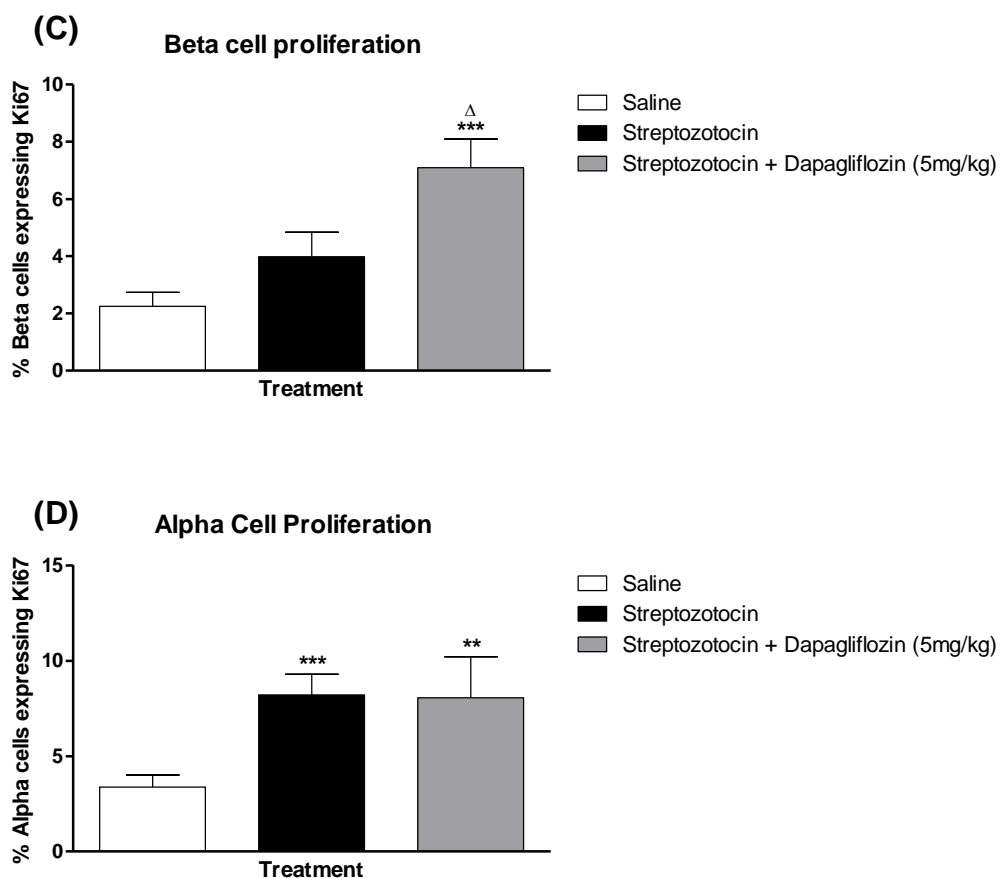 (C)
Beta cell proliferation
% Beta cells expressing Ki67
10
8
6
4
2
0
Δ
***
Treatment
Saline
Streptozotocin
Streptozotocin + Dapagliflozin (5mg/kg)
(D)
Alpha Cell Proliferation
% Alpha cells expressing Ki67
15
10
5
0
***
**
Treatment
Saline
Streptozotocin
Streptozotocin + Dapagliflozin (5mg/kg)